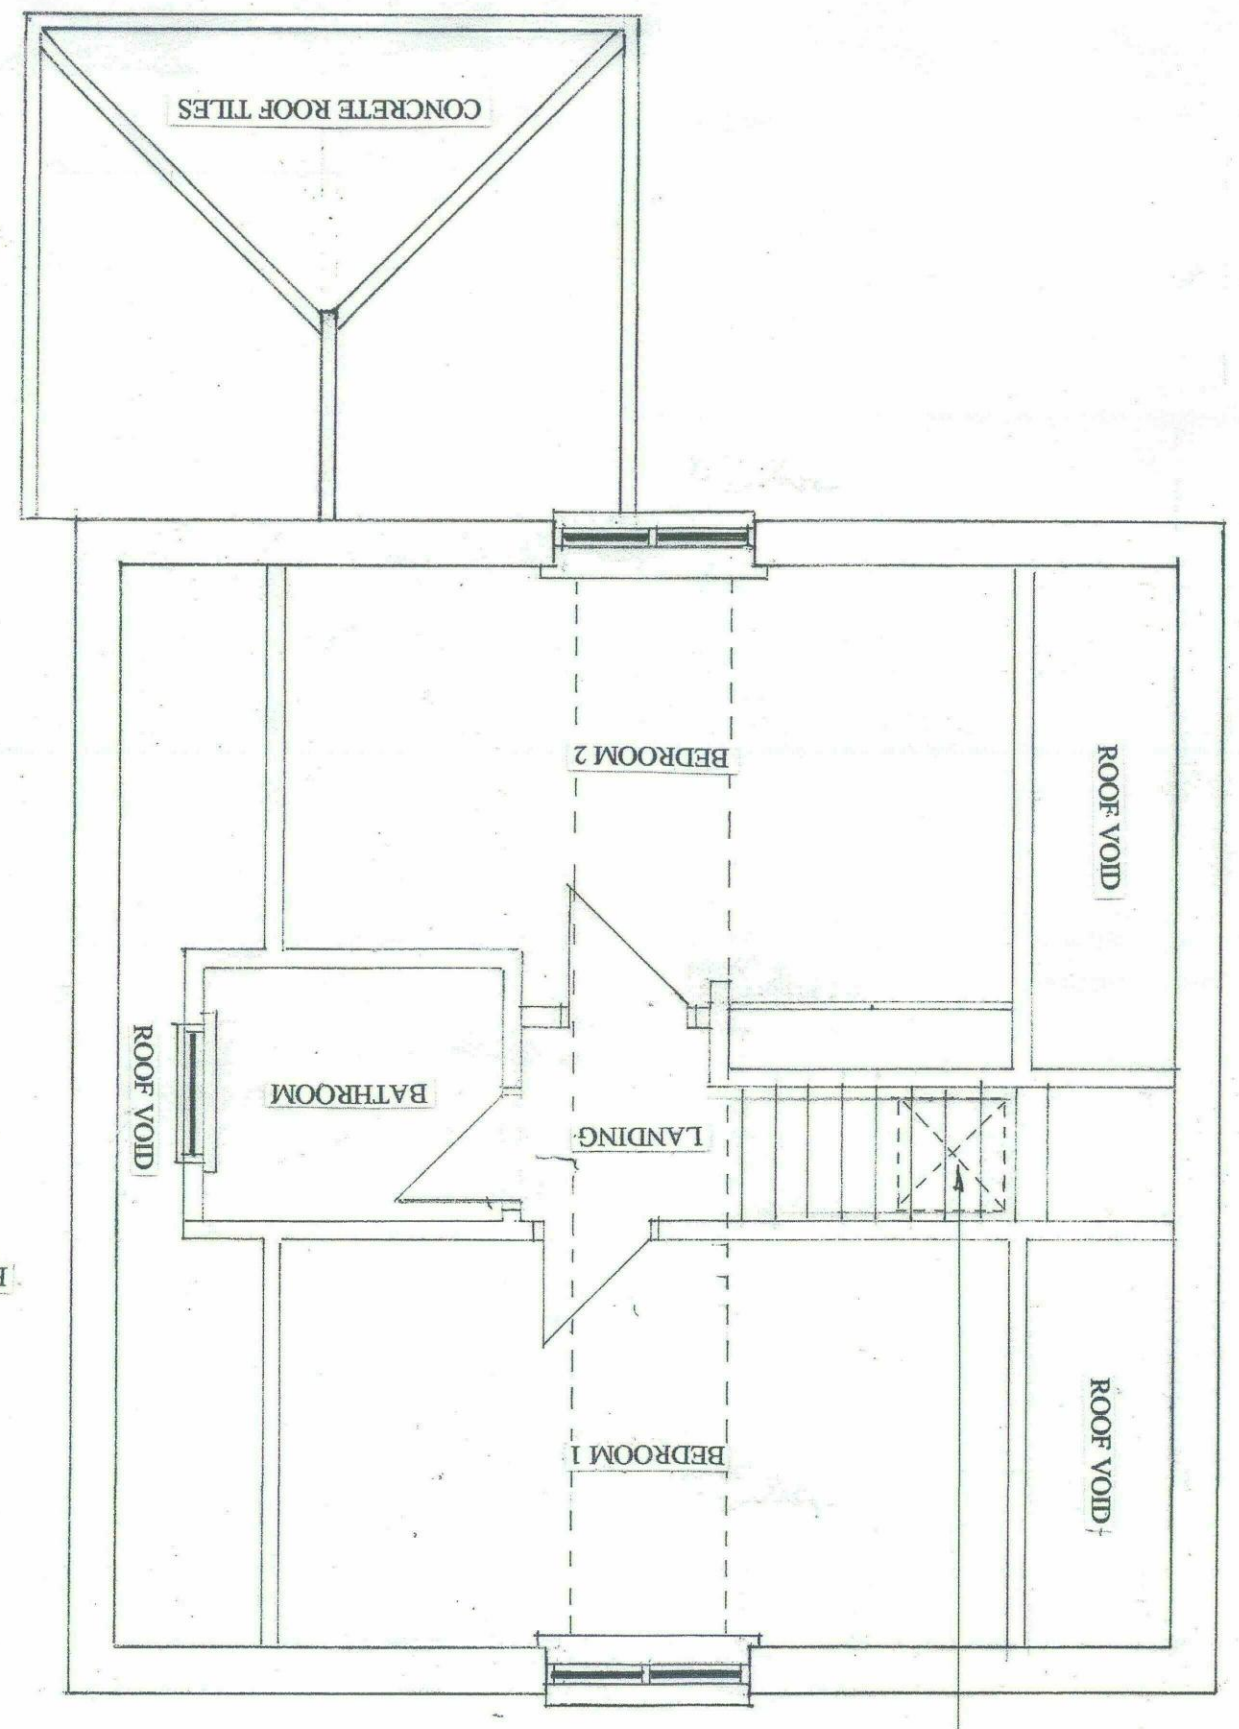 CONCRETE ROOF TILES
BEDROOM 2
ROOF VOID
BATHROOM
ROOF VOID
LANDING
BEDROOM 1
ROOF VOID